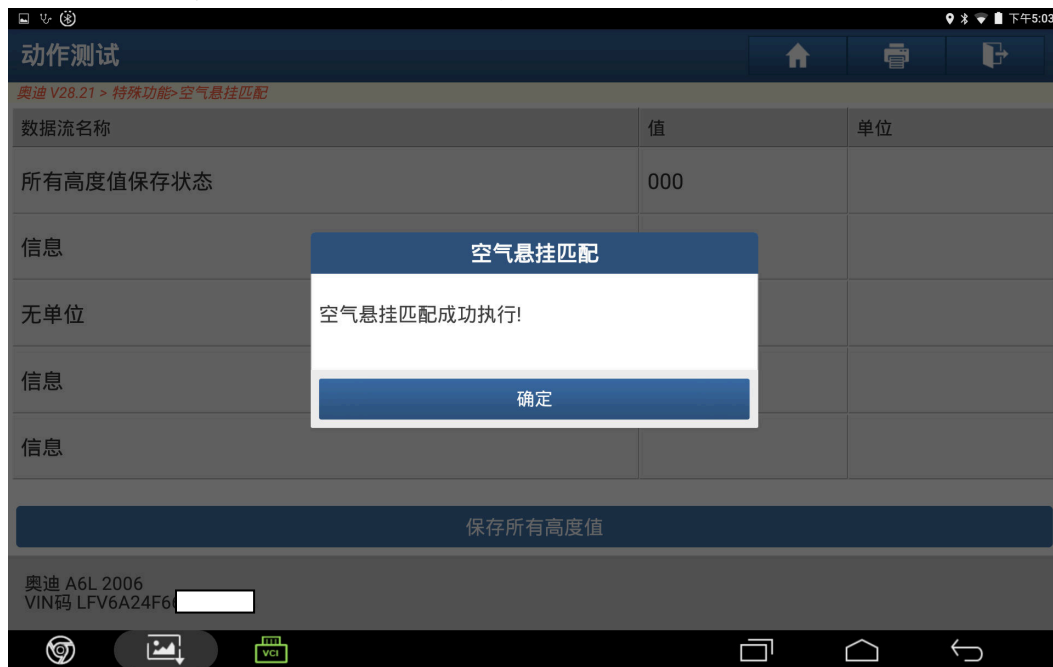 下午5:03
动作测试
奥迪 V28.21 > 特殊功能>空气悬挂匹配
数据流名称 值 单位
所有高度值保存状态 000
信息
空气悬挂匹配
无单位
空气悬挂匹配成功执行!
信息
确定
信息
保存所有高度值
奥迪 A6L 2006
VIN码 LFV6A24F6
VCI